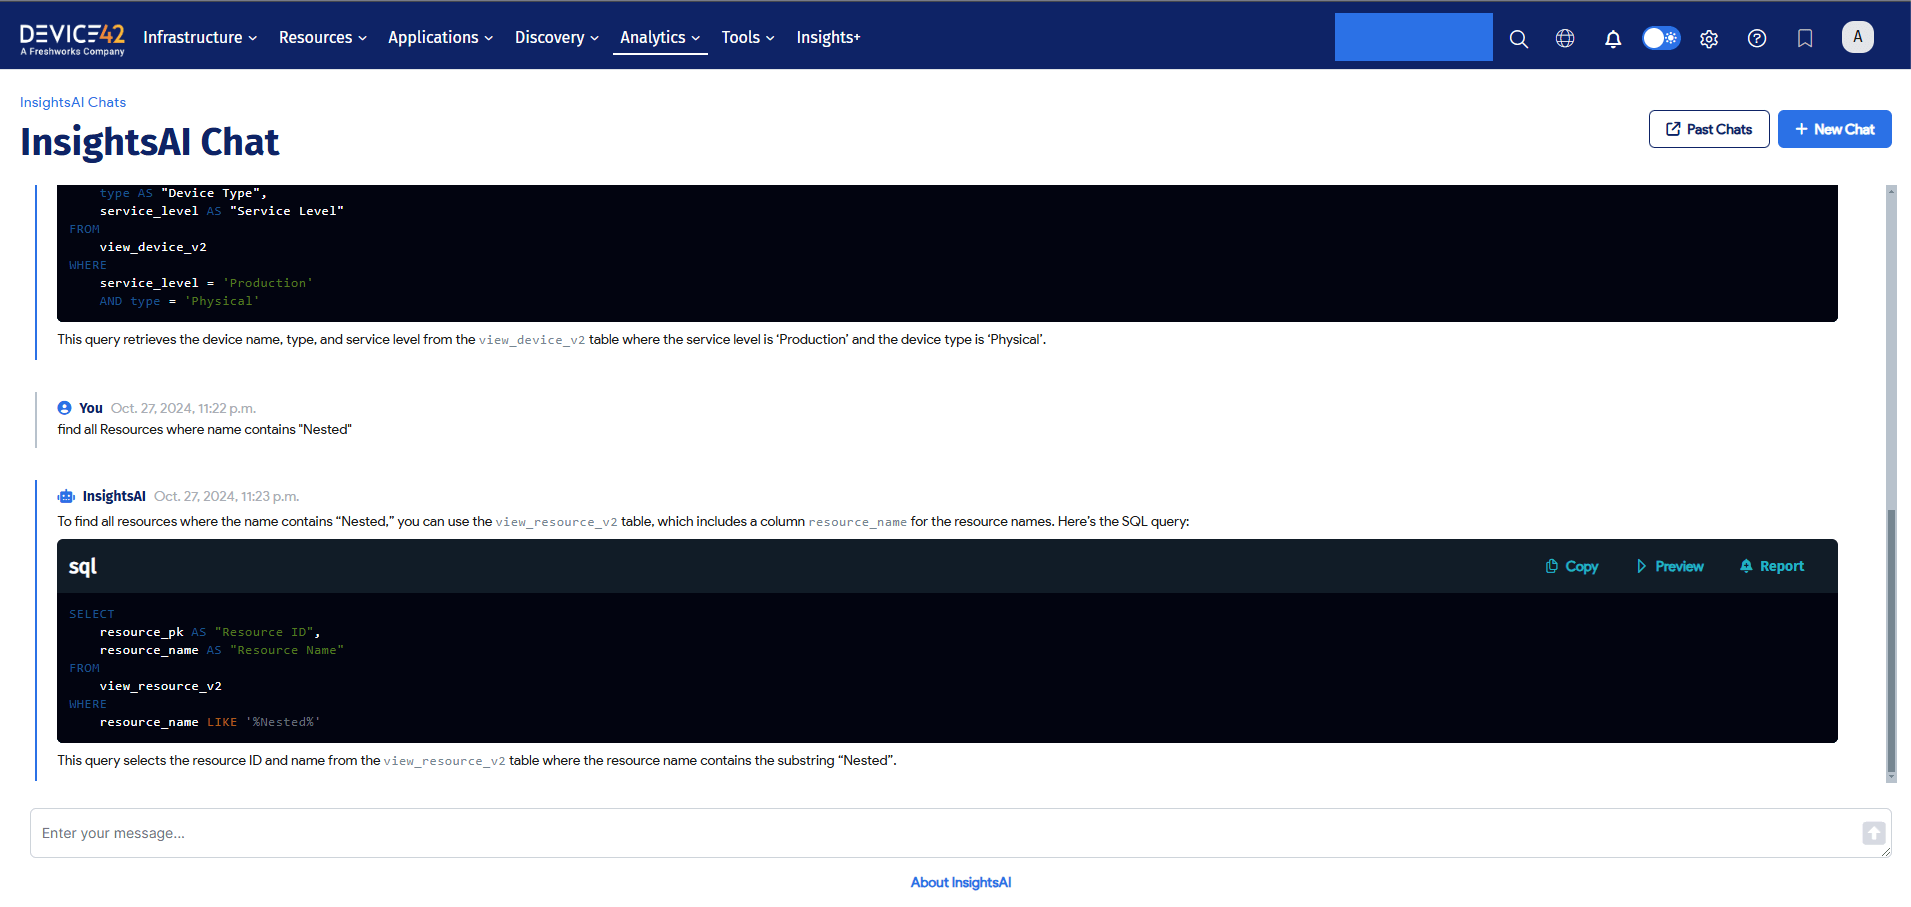 DEVICE42
A Freshworks Company
Infrastructure Resources Applications Discovery Analytics Tools Insights+
A
InsightsAI Chats
InsightsAI Chat
Past Chats
New Chat
type AS "Device Type",
service_level AS "Service Level"
FROM
view_device_v2
WHERE
service_level = 'Production'
AND type = 'Physical'
This query retrieves the device name, type, and service level from the view_device_v2 table where the service level is ‘Production’ and the device type is ‘Physical’.
You Oct. 27, 2024, 11:22 p.m.
find all Resources where name contains "Nested"
InsightsAI Oct. 27, 2024, 11:23 p.m.
To find all resources where the name contains “Nested,” you can use the view_resource_v2 table, which includes a column resource_name for the resource names. Here’s the SQL query:
sql
Copy
Preview
Report
SELECT
resource_pk AS "Resource ID",
resource_name AS "Resource Name"
FROM
view_resource_v2
WHERE
resource_name LIKE '%Nested%'
This query selects the resource ID and name from the view_resource_v2 table where the resource name contains the substring “Nested”.
Enter your message...
About InsightsAI